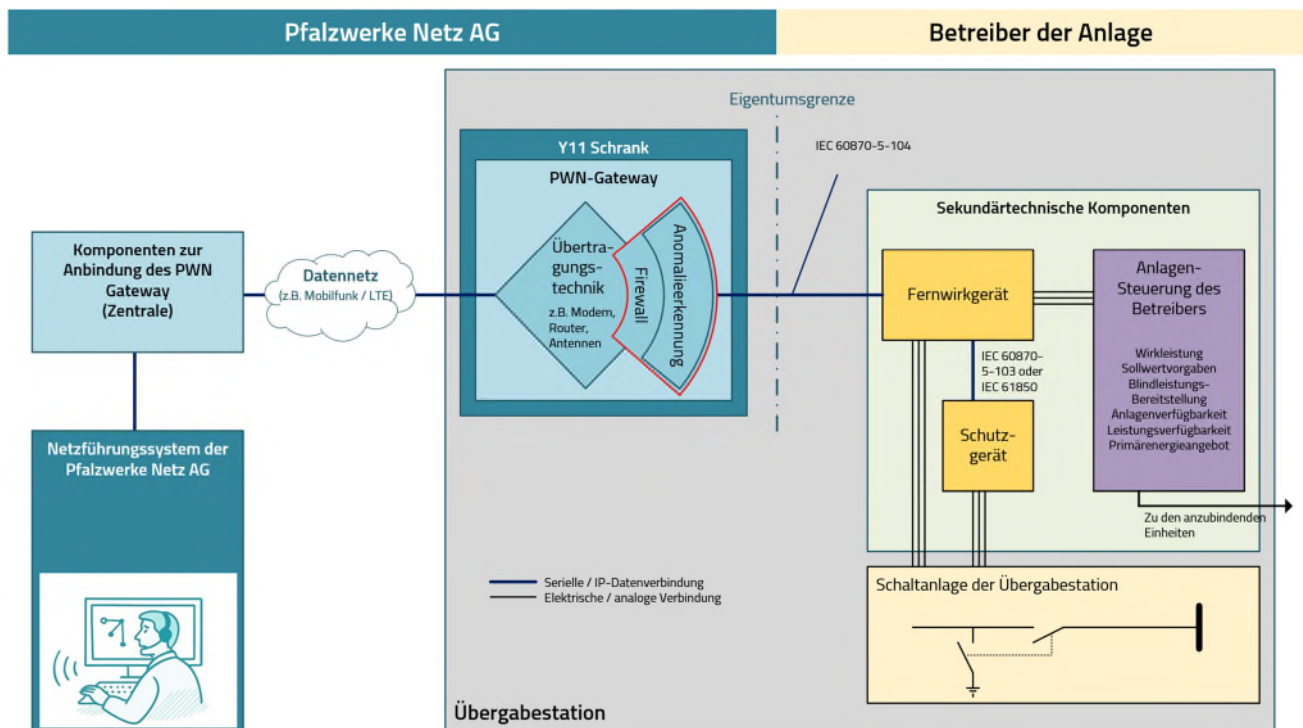 Pfalzwerke Netz AG
Betreiber der Anlage
Eigentumsgrenze
Y11 Schrank
PWN-Gateway
IEC 60870-5-104
Übertra-
gungs-
technik
z.B. Modem,
Router,
Antennen
Firewall
Anomalieerkennung
Komponenten zur
Anbindung des PWN
Gateway
(Zentrale)
Datennetz
(z.B. Mobilfunk / LTE)
Sekundärtechnische Komponenten
Fernwirkgerät
IEC 60870-
5-103 oder
IEC 61850
Schutz-
gerät
Anlagen-
Steuerung des
Betreibers
Wirkleistung
Sollwertvorgaben
Blindleistungs-
Bereitstellung
Anlagenverfügbarkeit
Leistungsverfügbarkeit
Primärenergieangebot
Zu den anzubindenden
Einheiten
Netzführungssystem der
Pfalzwerke Netz AG
Serielle / IP-Datenverbindung
Elektrische / analoge Verbindung
Schaltanlage der Übergabestation
Übergabestation